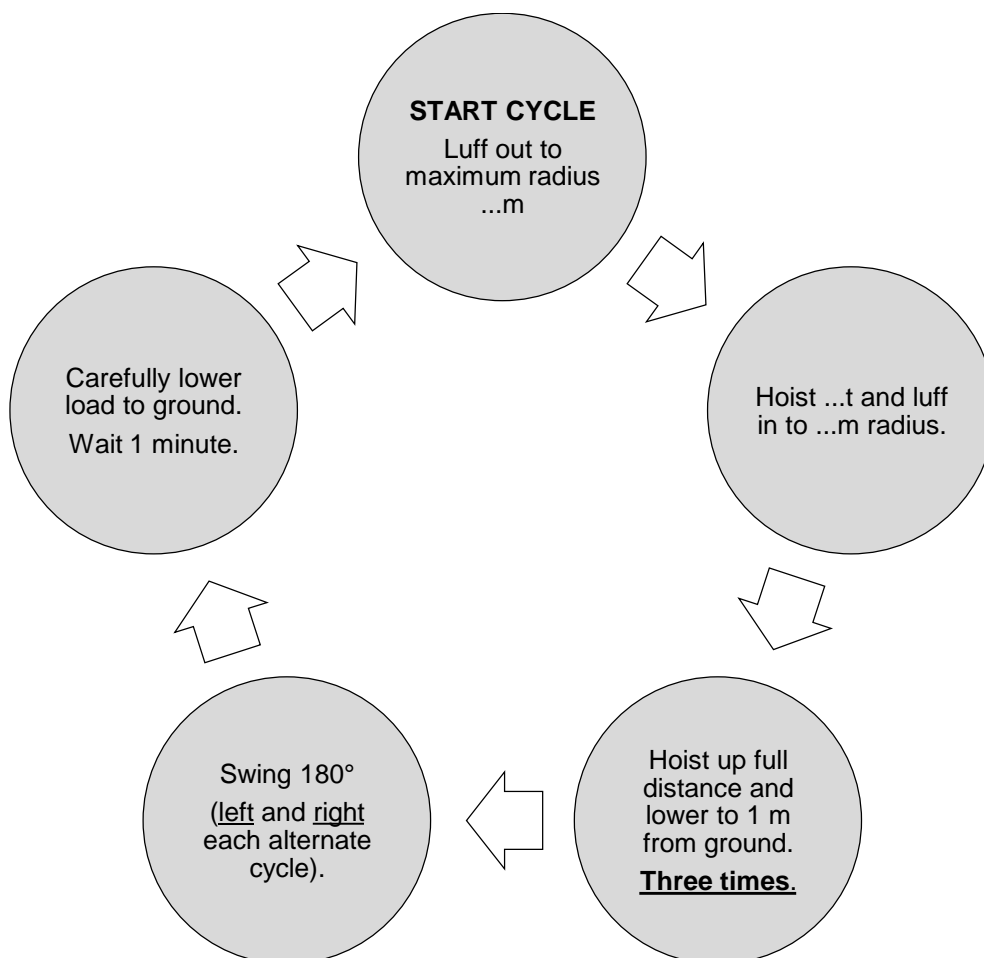 START CYCLE
Luff out to
maximum radius
...m
Hoist ...t and luff
in to ...m radius.
Hoist up full
distance and
lower to 1 m
from ground.
Three times.
Swing 180°
(left and right
each alternate
cycle).
Carefully lower
load to ground.
Wait 1 minute.